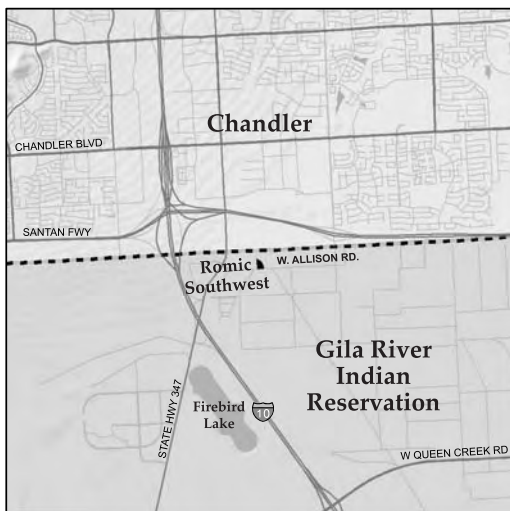 Chandler
CHANDLER BLVD
SANTAN FWY
W. ALLISON RD.
Romic
Southwest
Gila River
Indian
Reservation
STATE HWY 347
Firebird
Lake
10
W QUEEN CREEK RD